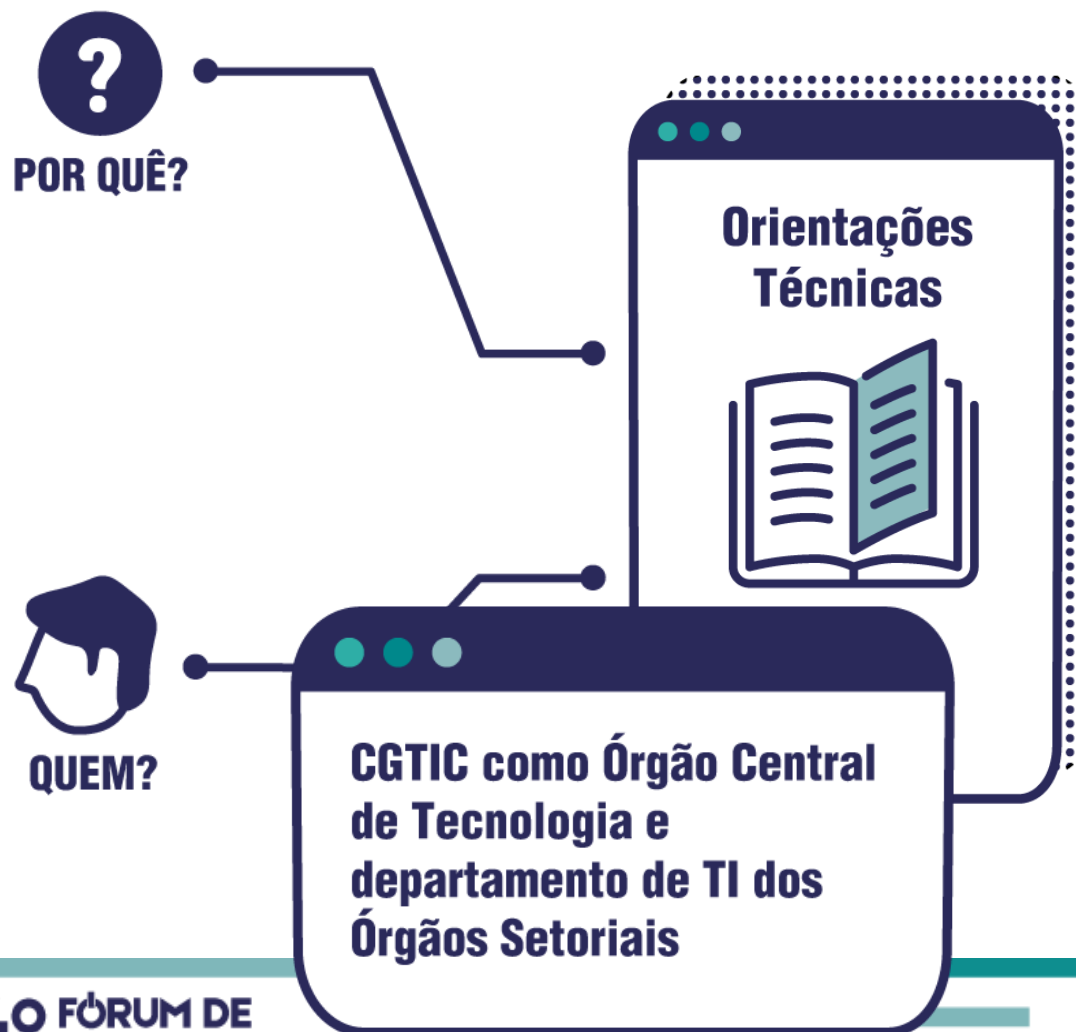 ?
POR QUÊ?
Orientações
Técnicas
QUEM?
CGTIC como Órgão Central
de Tecnologia e
departamento de TI dos
Órgãos Setoriais
FÓRUM DE